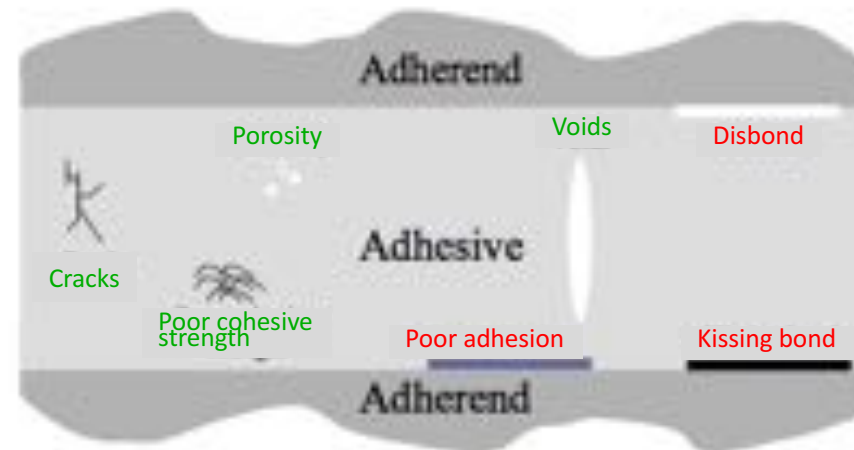 Adherend
Porosity
Voids
Disbond
Adhesive
Cracks
Poor cohesive
strength
Poor adhesion
Kissing bond
Adherend